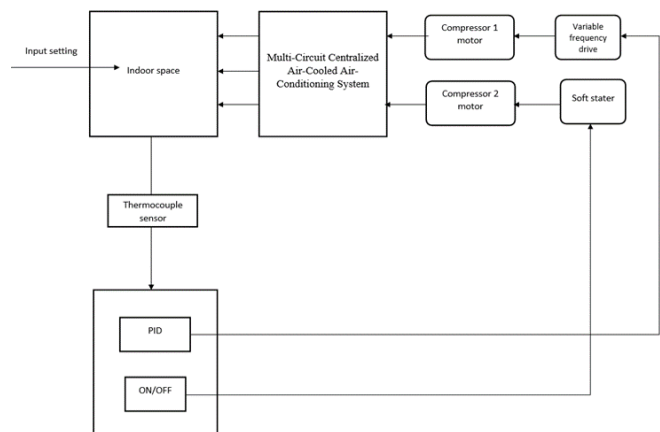 Input setting
Indoor space
Multi-Circuit Centralized
Air-Cooled Air-
Conditioning System
Compressor 1
motor
Variable
frequency
drive
Compressor 2
motor
Soft stater
Thermocouple
sensor
PID
ON/OFF